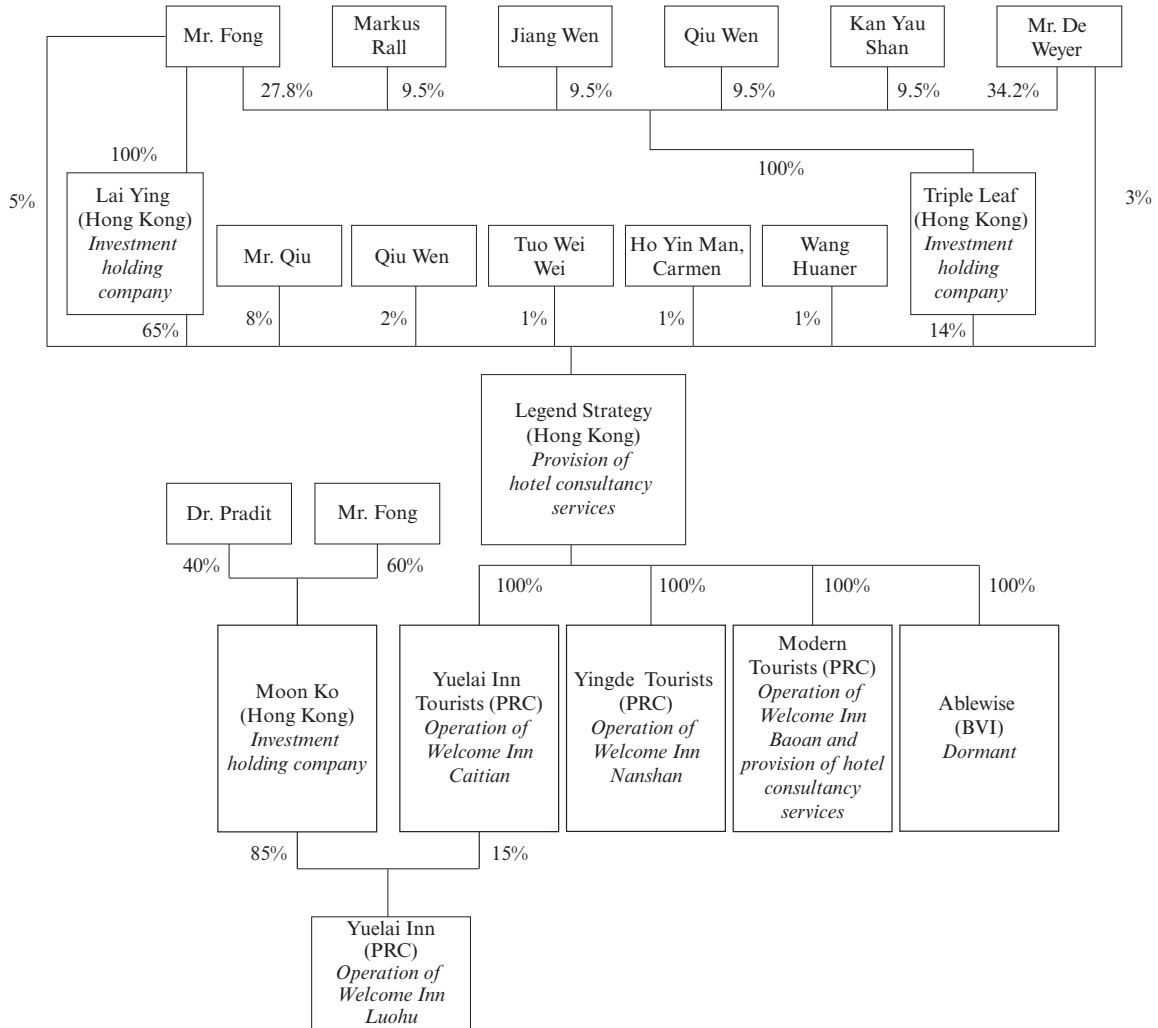 Mr. Fong
Markus
Rall
Jiang Wen
Qiu Wen
Kan Yau
Shan
Mr. De
Weyer
27.8%
9.5%
9.5%
9.5%
9.5%
34.2%
100%
100%
5%
3%
Lai Ying
(Hong Kong)
Investment
holding
company
Mr. Qiu
Qiu Wen
Tuo Wei
Wei
Ho Yin Man,
Carmen
Wang
Huaner
Triple Leaf
(Hong Kong)
Investment
holding
company
65%
8%
2%
1%
1%
1%
14%
Legend Strategy
(Hong Kong)
Provision of
hotel consultancy
services
Dr. Pradit
Mr. Fong
40%
60%
100%
100%
100%
100%
Moon Ko
(Hong Kong)
Investment
holding company
Yuelai Inn
Tourists (PRC)
Operation of
Welcome Inn
Caitian
Yingde Tourists
(PRC)
Operation of
Welcome Inn
Nanshan
Modern
Tourists (PRC)
Operation of
Welcome Inn
Baoan and
provision of hotel
consultancy
services
Ablewise
(BVI)
Dormant
85%
15%
Yuelai Inn
(PRC)
Operation of
Welcome Inn
Luohu